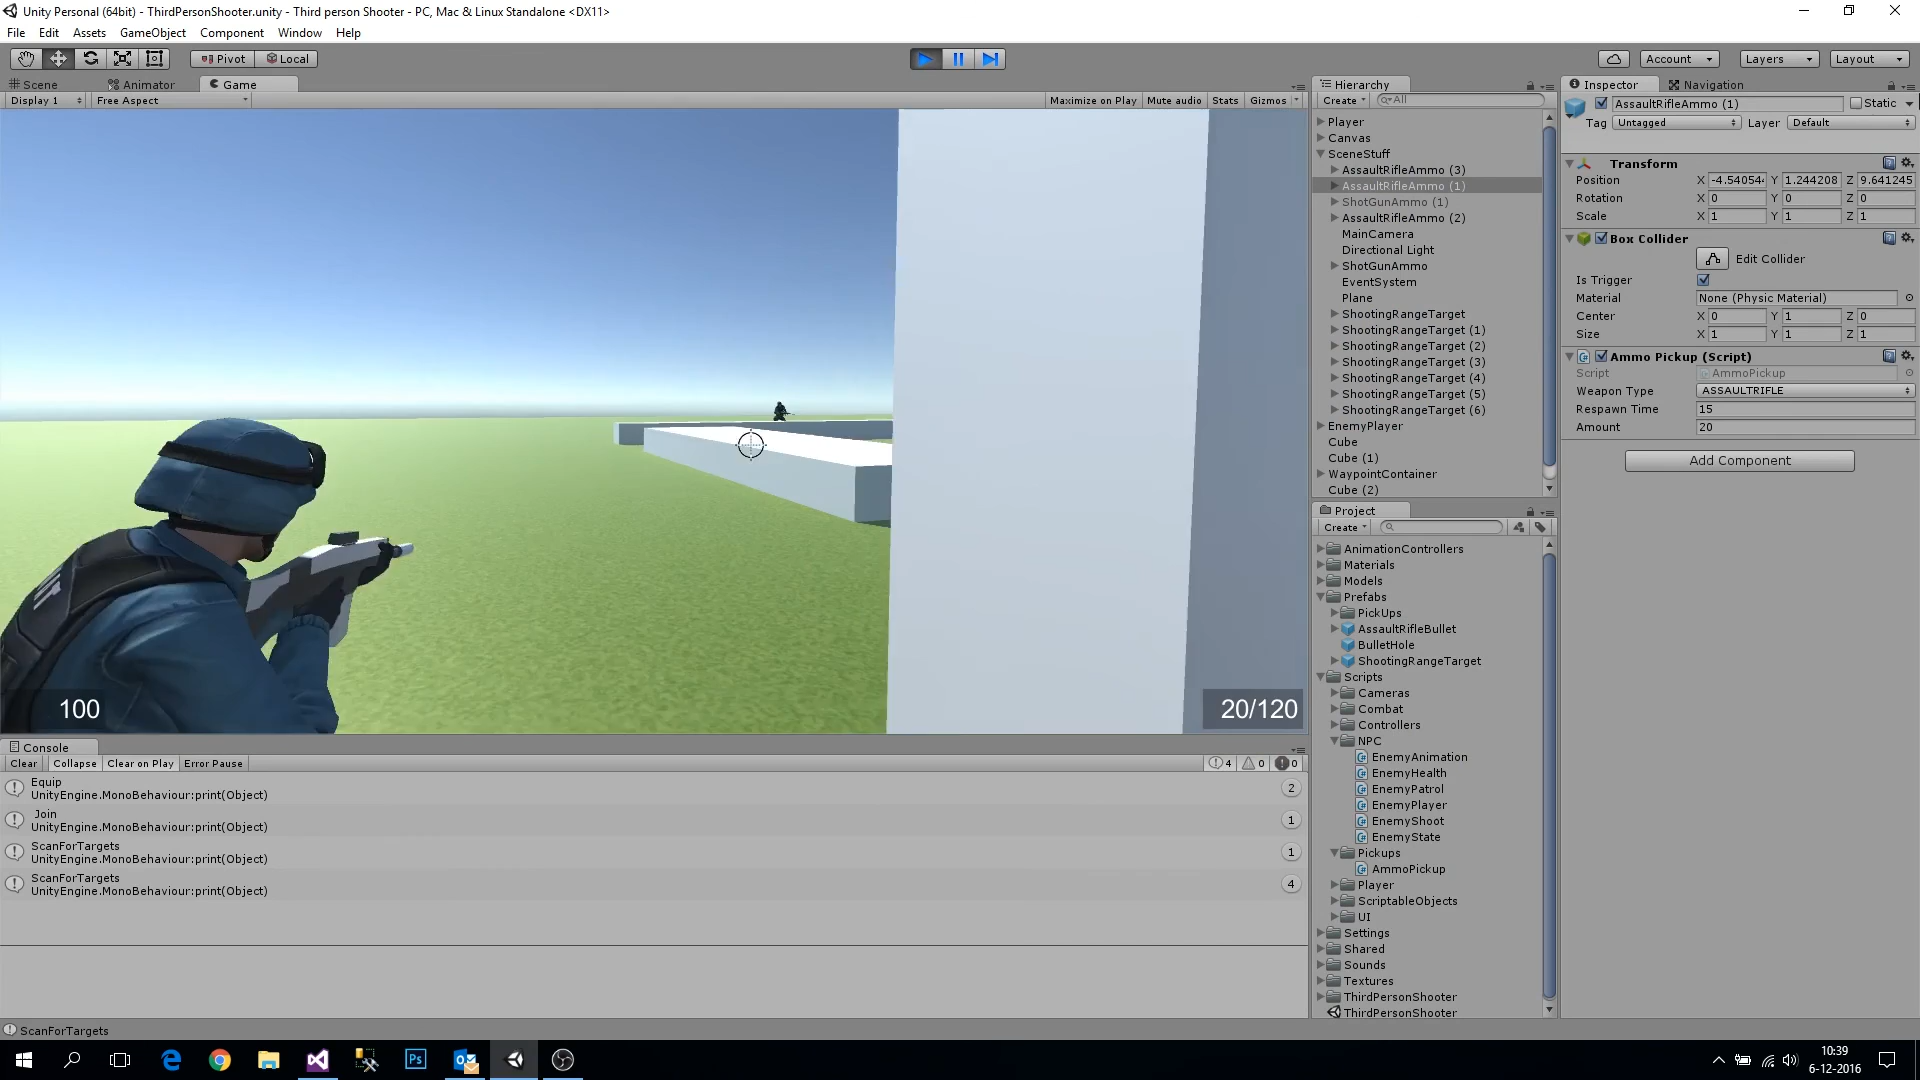 Unity Personal (64bit) - ThirdPersonShooter.unity - Third person Shooter - PC, Mac & Linux Standalone <DX11>
File Edit Assets GameObject Component Window Help
Pivot Local Account Layers Layout
Scene Animator Game
Display 1 Free Aspect Maximize on Play Mute audio Stats Gizmos
100
20/120
Console
Clear Collapse Clear on Play Error Pause 4 0 0
Equip
UnityEngine.MonoBehaviour:print(Object) 2
Join
UnityEngine.MonoBehaviour:print(Object) 1
ScanForTargets
UnityEngine.MonoBehaviour:print(Object) 1
ScanForTargets
UnityEngine.MonoBehaviour:print(Object) 4
ScanForTargets
Hierarchy
Create All
Player
Canvas
SceneStuff
AssaultRifleAmmo (3)
AssaultRifleAmmo (1)
ShotGunAmmo (1)
AssaultRifleAmmo (2)
MainCamera
Directional Light
ShotGunAmmo
EventSystem
Plane
ShootingRangeTarget
ShootingRangeTarget (1)
ShootingRangeTarget (2)
ShootingRangeTarget (3)
ShootingRangeTarget (4)
ShootingRangeTarget (5)
ShootingRangeTarget (6)
EnemyPlayer
Cube
Cube (1)
WaypointContainer
Cube (2)
Project
Create
AnimationControllers
Materials
Models
Prefabs
PickUps
AssaultRifleBullet
BulletHole
ShootingRangeTarget
Scripts
Cameras
Combat
Controllers
NPC
EnemyAnimation
EnemyHealth
EnemyPatrol
EnemyPlayer
EnemyShoot
EnemyState
Pickups
AmmoPickup
Player
ScriptableObjects
UI
Settings
Shared
Sounds
Textures
ThirdPersonShooter
ThirdPersonShooter
Inspector Navigation
AssaultRifleAmmo (1) Static
Tag Untagged Layer Default
Transform
Position X -4.54054 Y 1.244208 Z 9.641245
Rotation X 0 Y 0 Z 0
Scale X 1 Y 1 Z 1
Box Collider
Edit Collider
Is Trigger
Material None (Physic Material)
Center X 0 Y 1 Z 0
Size X 1 Y 1 Z 1
Ammo Pickup (Script)
Script AmmoPickup
Weapon Type ASSAULTRIFLE
Respawn Time 15
Amount 20
Add Component
10:39
6-12-2016